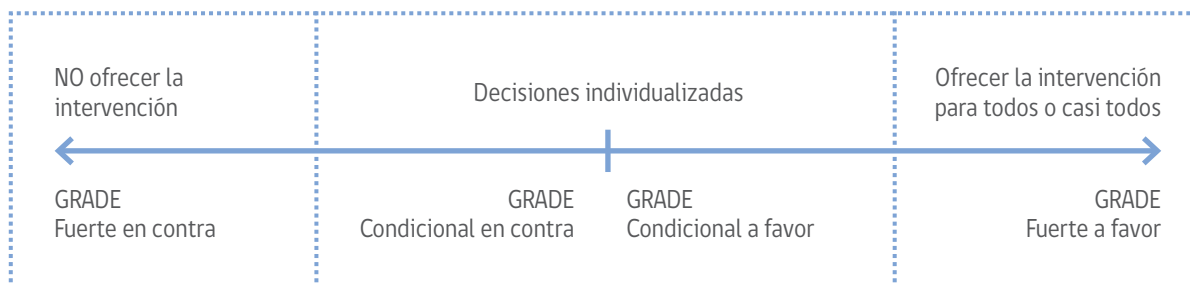 NO ofrecer la
intervención
Decisiones individualizadas
Ofrecer la intervención
para todos o casi todos
GRADE
Fuerte en contra
GRADE
Condicional en contra
GRADE
Condicional a favor
GRADE
Fuerte a favor